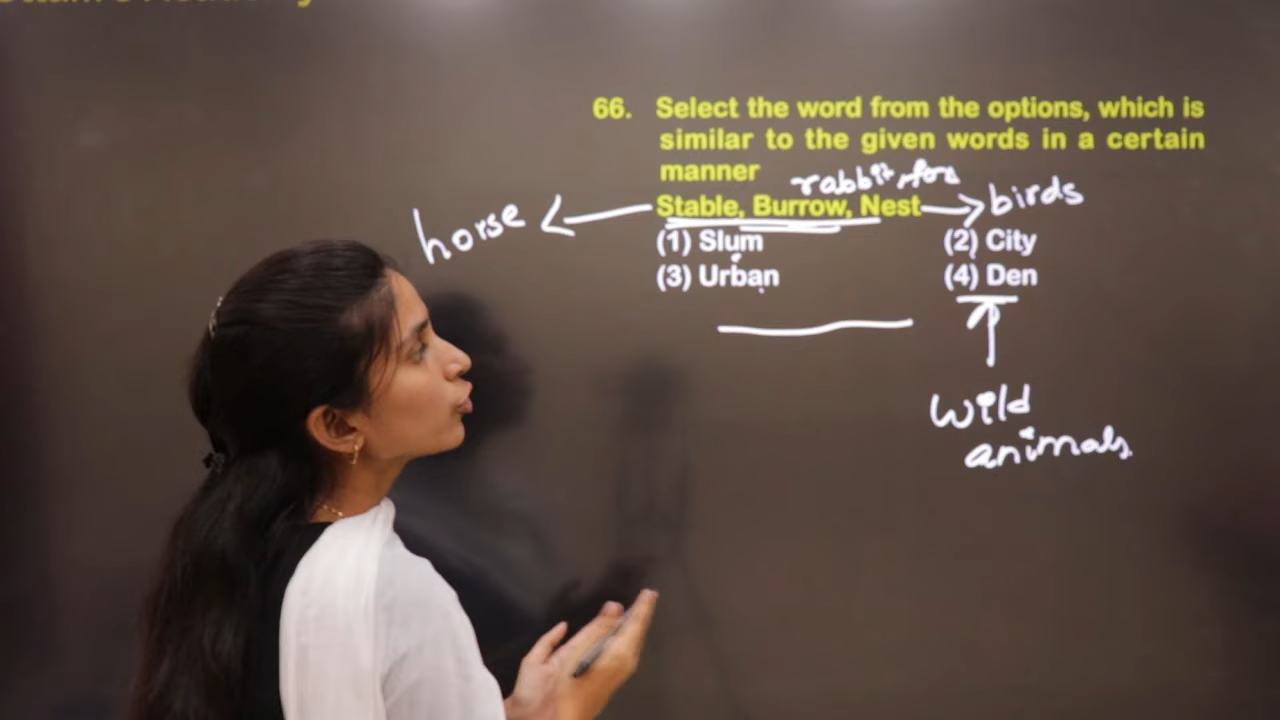 66. Select the word from the options, which is
similar to the given words in a certain
manner
rabbit, fox
horse Stable, Burrow, Nest birds
(1) Slum (2) City
(3) Urban (4) Den
wild
animals.